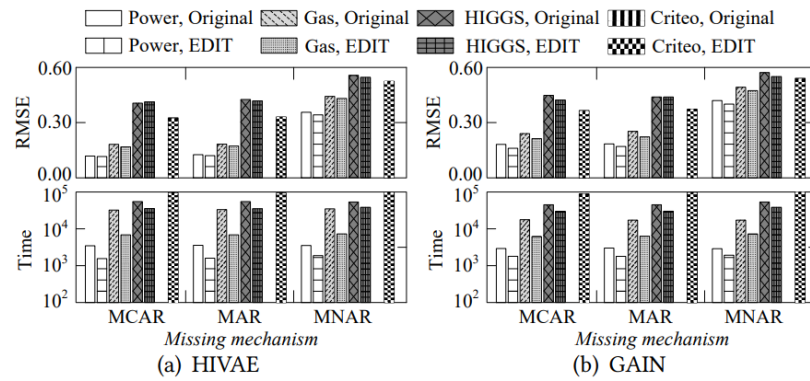 Power, Original Gas, Original HIGGS, Original Criteo, Original
Power, EDIT Gas, EDIT HIGGS, EDIT Criteo, EDIT
RMSE
0.60
0.30
0.00
Time
10^5
10^4
10^3
10^2
MCAR MAR MNAR
Missing mechanism
(a) HIVAE
RMSE
0.60
0.30
0.00
Time
10^5
10^4
10^3
10^2
MCAR MAR MNAR
Missing mechanism
(b) GAIN